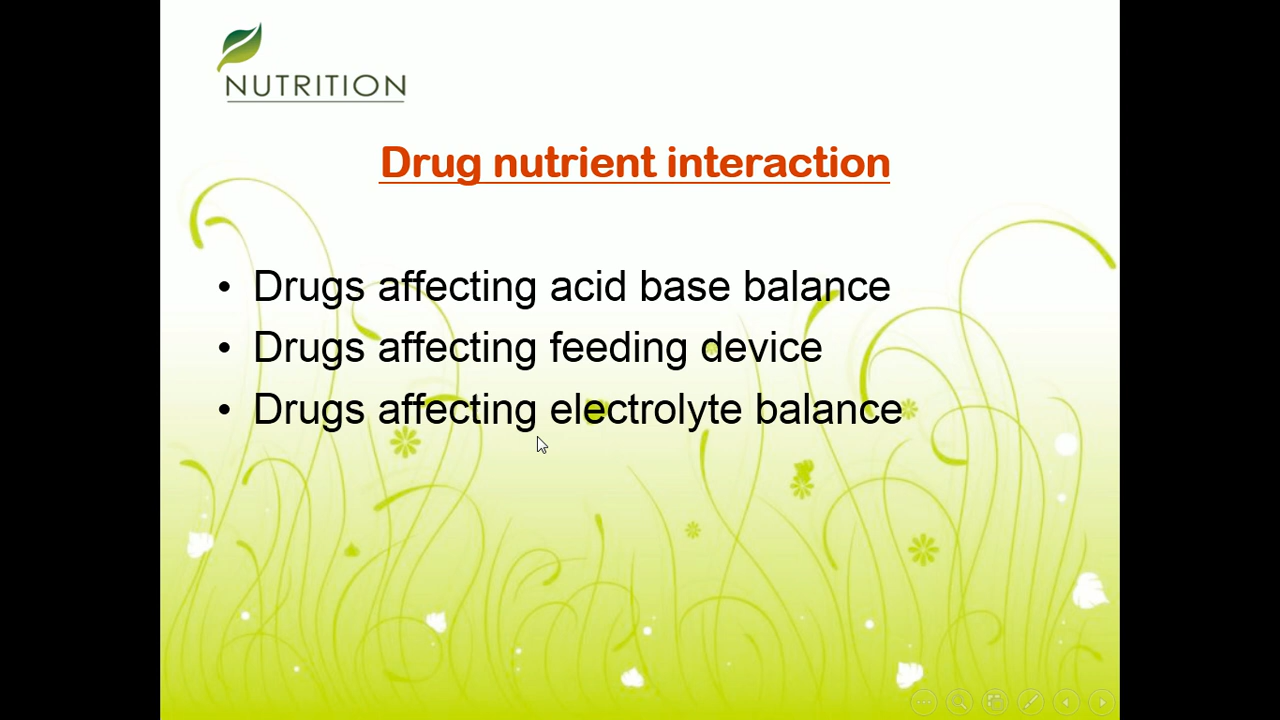 NUTRITION
Drug nutrient interaction
• Drugs affecting acid base balance
• Drugs affecting feeding device
• Drugs affecting electrolyte balance